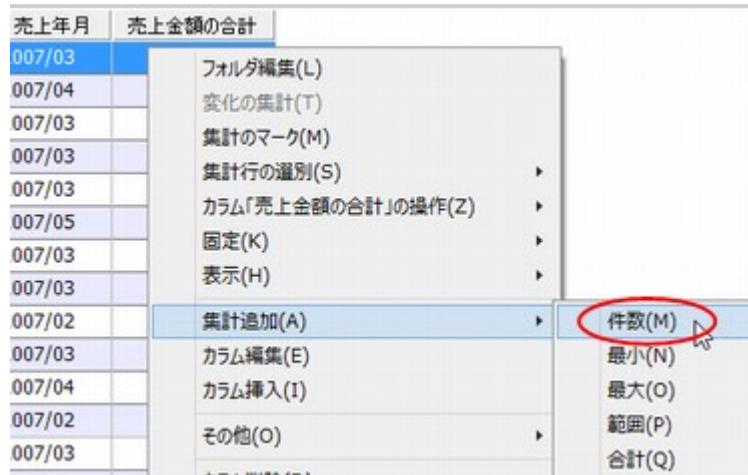 売上年月 売上金額の合計
007/03
007/04
007/03
007/03
007/03
007/05
007/03
007/03
007/02
007/03
007/04
007/02
007/03
フォルダ編集(L)
変化の集計(T)
集計のマーク(M)
集計行の選別(S)
カラム「売上金額の合計」の操作(Z)
固定(K)
表示(H)
集計追加(A)
カラム編集(E)
カラム挿入(I)
その他(O)
件数(M)
最小(N)
最大(O)
範囲(P)
合計(Q)